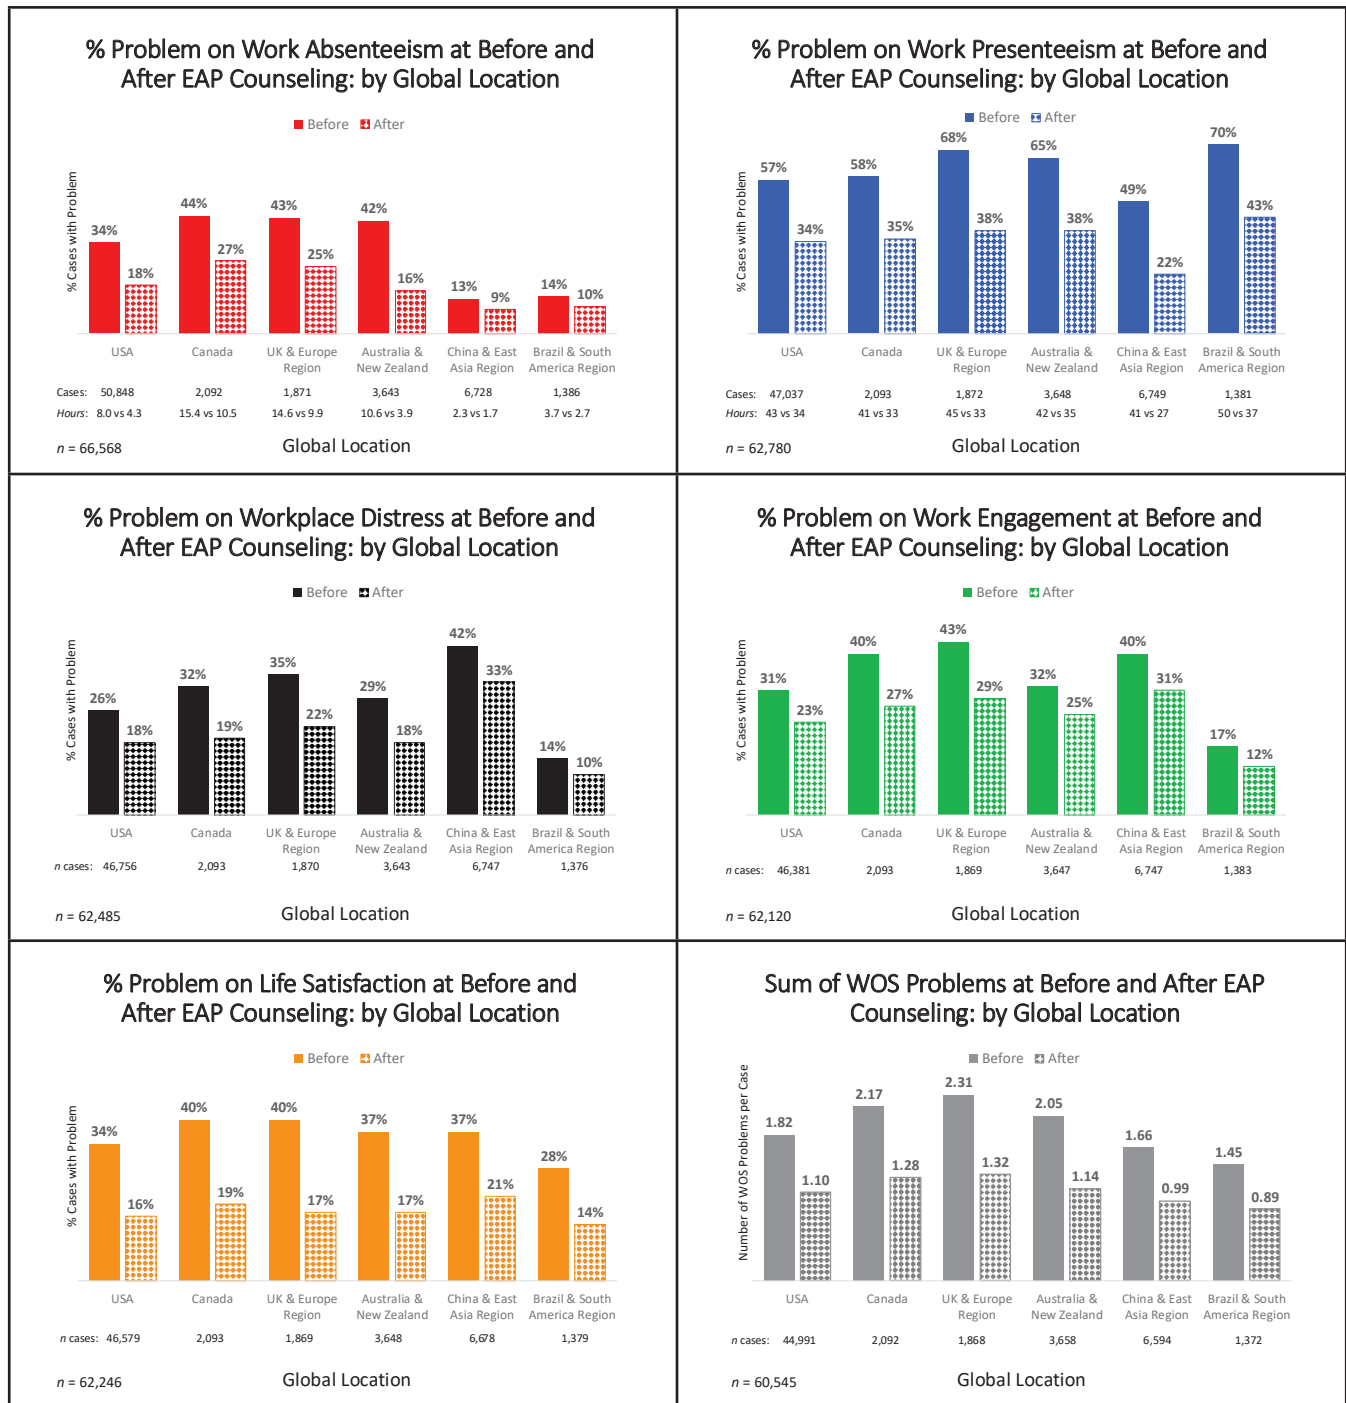 % Problem on Work Absenteeism at Before and
After EAP Counseling: by Global Location
Before After
% Cases with Problem
34% 18% 44% 27% 43% 25% 42% 16% 13% 9% 14% 10%
USA Canada UK & Europe Australia & China & East Brazil & South
Region New Zealand Asia Region America Region
Cases: 50,848 2,092 1,871 3,643 6,728 1,386
Hours: 8.0 vs 4.3 15.4 vs 10.5 14.6 vs 9.9 10.6 vs 3.9 2.3 vs 1.7 3.7 vs 2.7
n = 66,568 Global Location
% Problem on Work Presenteeism at Before and
After EAP Counseling: by Global Location
Before After
% Cases with Problem
57% 34% 58% 35% 68% 38% 65% 38% 49% 22% 70% 43%
USA Canada UK & Europe Australia & China & East Brazil & South
Region New Zealand Asia Region America Region
Cases: 47,037 2,093 1,872 3,648 6,749 1,381
Hours: 43 vs 34 41 vs 33 45 vs 33 42 vs 35 41 vs 27 50 vs 37
n = 62,780 Global Location
% Problem on Workplace Distress at Before and
After EAP Counseling: by Global Location
Before After
% Cases with Problem
26% 18% 32% 19% 35% 22% 29% 18% 42% 33% 14% 10%
USA Canada UK & Europe Australia & China & East Brazil & South
Region New Zealand Asia Region America Region
n cases: 46,756 2,093 1,870 3,643 6,747 1,376
n = 62,485 Global Location
% Problem on Work Engagement at Before and
After EAP Counseling: by Global Location
Before After
% Cases with Problem
31% 23% 40% 27% 43% 29% 32% 25% 40% 31% 17% 12%
USA Canada UK & Europe Australia & China & East Brazil & South
Region New Zealand Asia Region America Region
n cases: 46,381 2,093 1,869 3,647 6,747 1,383
n = 62,120 Global Location
% Problem on Life Satisfaction at Before and
After EAP Counseling: by Global Location
Before After
% Cases with Problem
34% 16% 40% 19% 40% 17% 37% 17% 37% 21% 28% 14%
USA Canada UK & Europe Australia & China & East Brazil & South
Region New Zealand Asia Region America Region
n cases: 46,579 2,093 1,869 3,648 6,678 1,379
n = 62,246 Global Location
Sum of WOS Problems at Before and After EAP
Counseling: by Global Location
Before After
Number of WOS Problems per Case
1.82 1.10 2.17 1.28 2.31 1.32 2.05 1.14 1.66 0.99 1.45 0.89
USA Canada UK & Europe Australia & China & East Brazil & South
Region New Zealand Asia Region America Region
n cases: 44,991 2,092 1,868 3,658 6,594 1,372
n = 60,545 Global Location